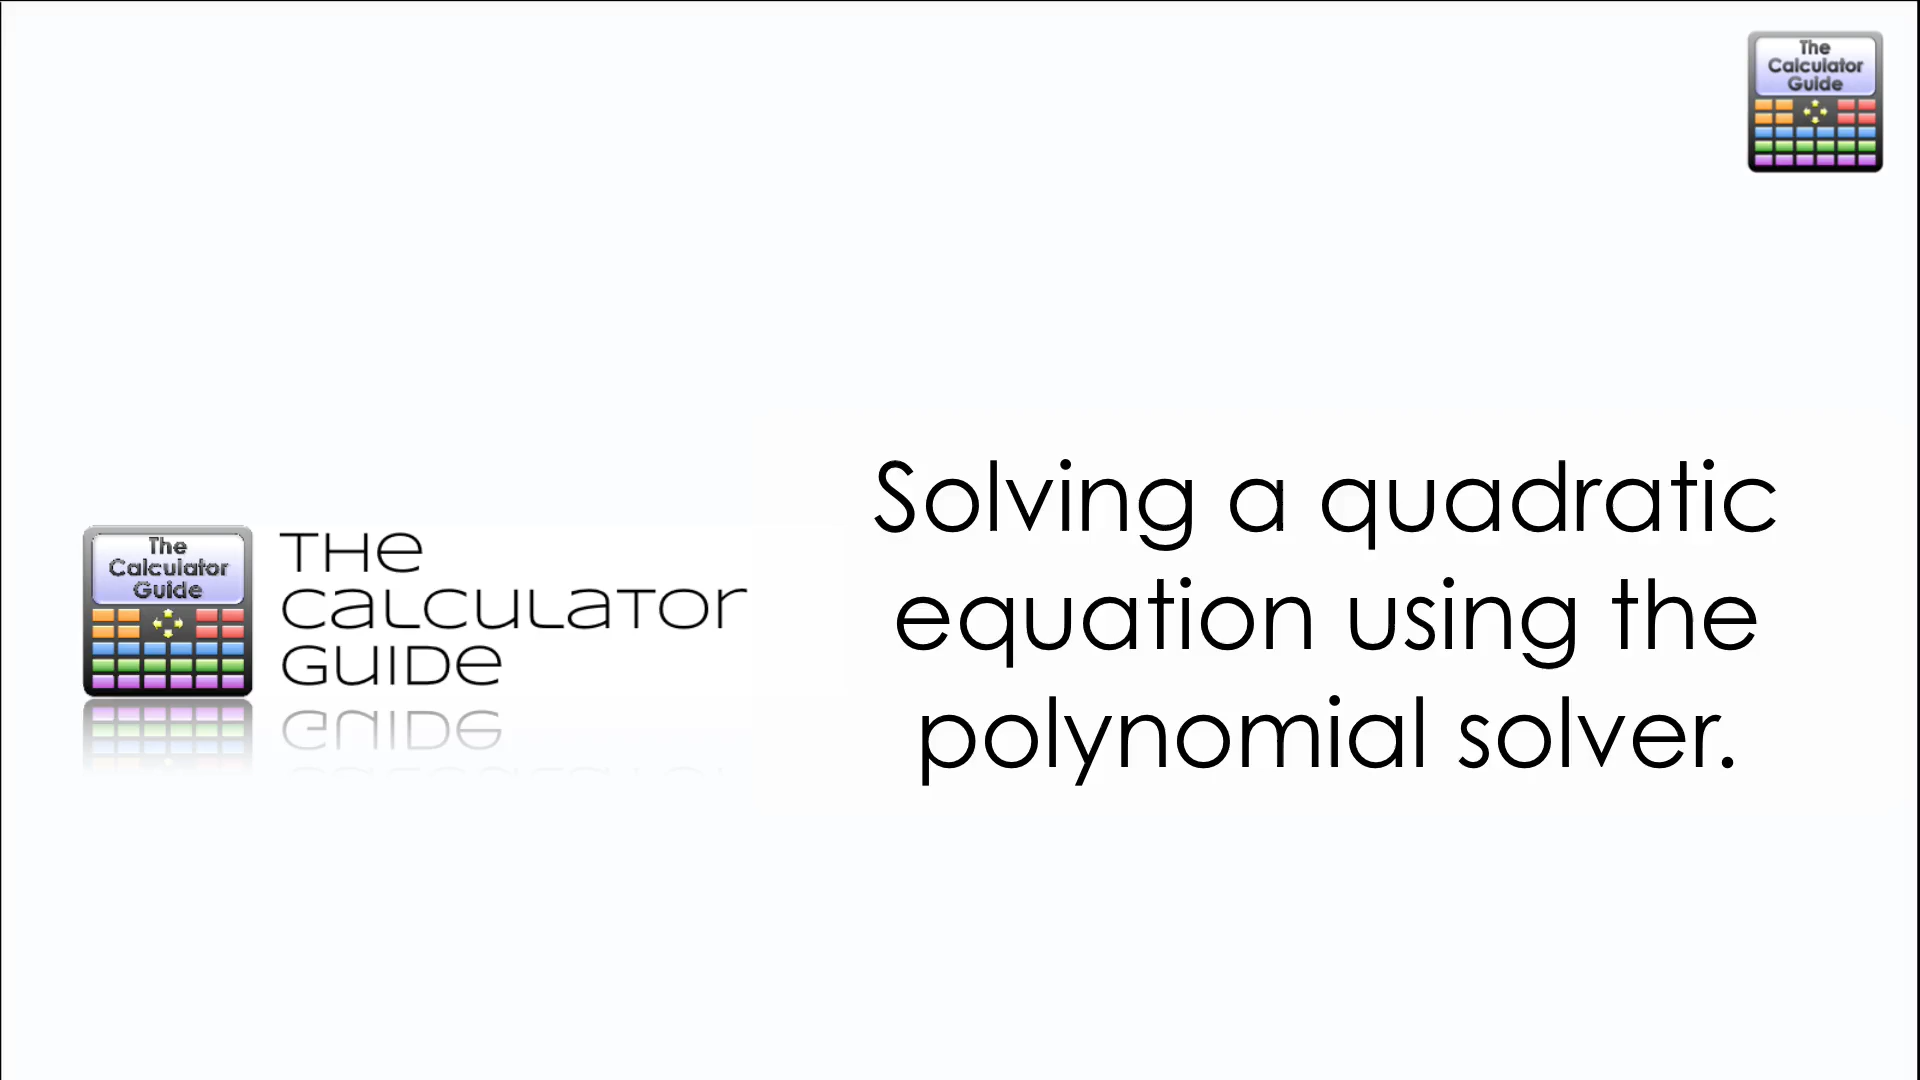 The
Calculator
Guide
The
Calculator
Guide
THE
CALCULATOR
GUIDE
Solving a quadratic
equation using the
polynomial solver.